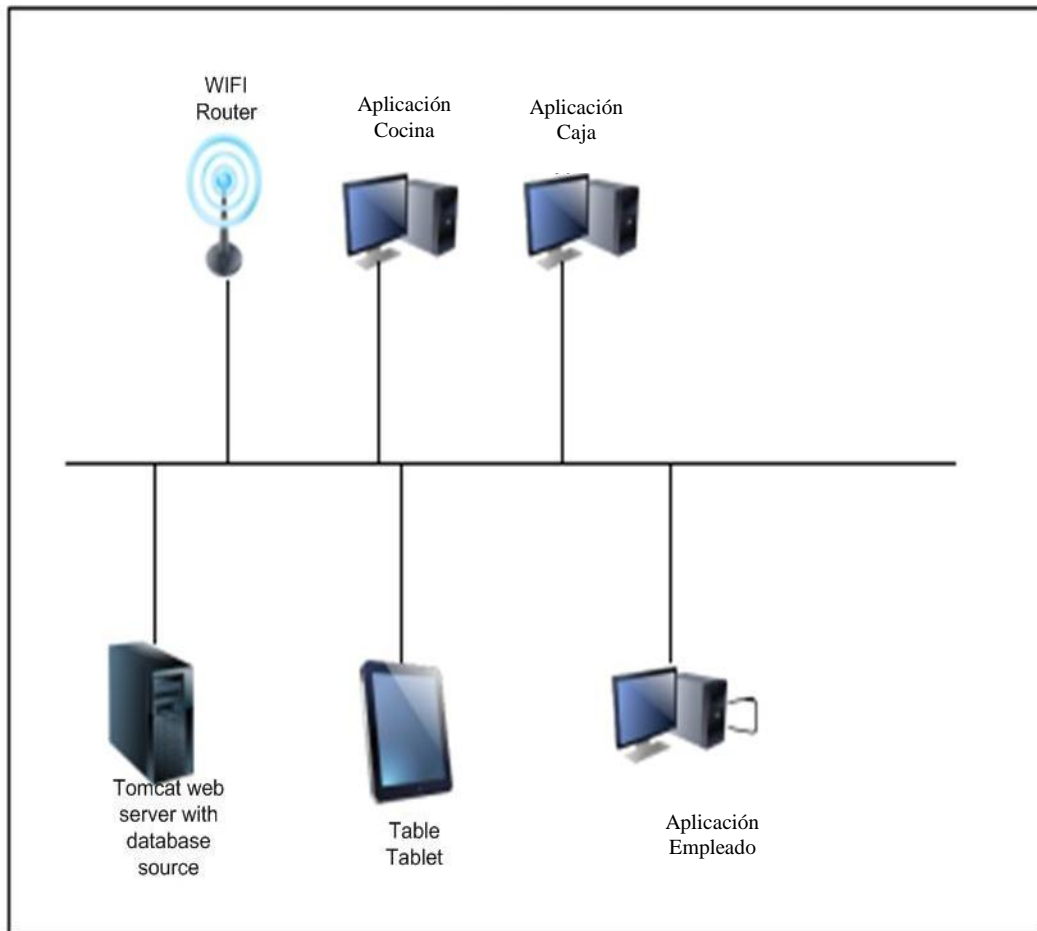 WIFI
Router
Aplicación
Cocina
Aplicación
Caja
Tomcat web
server with
database
source
Table
Tablet
Aplicación
Empleado